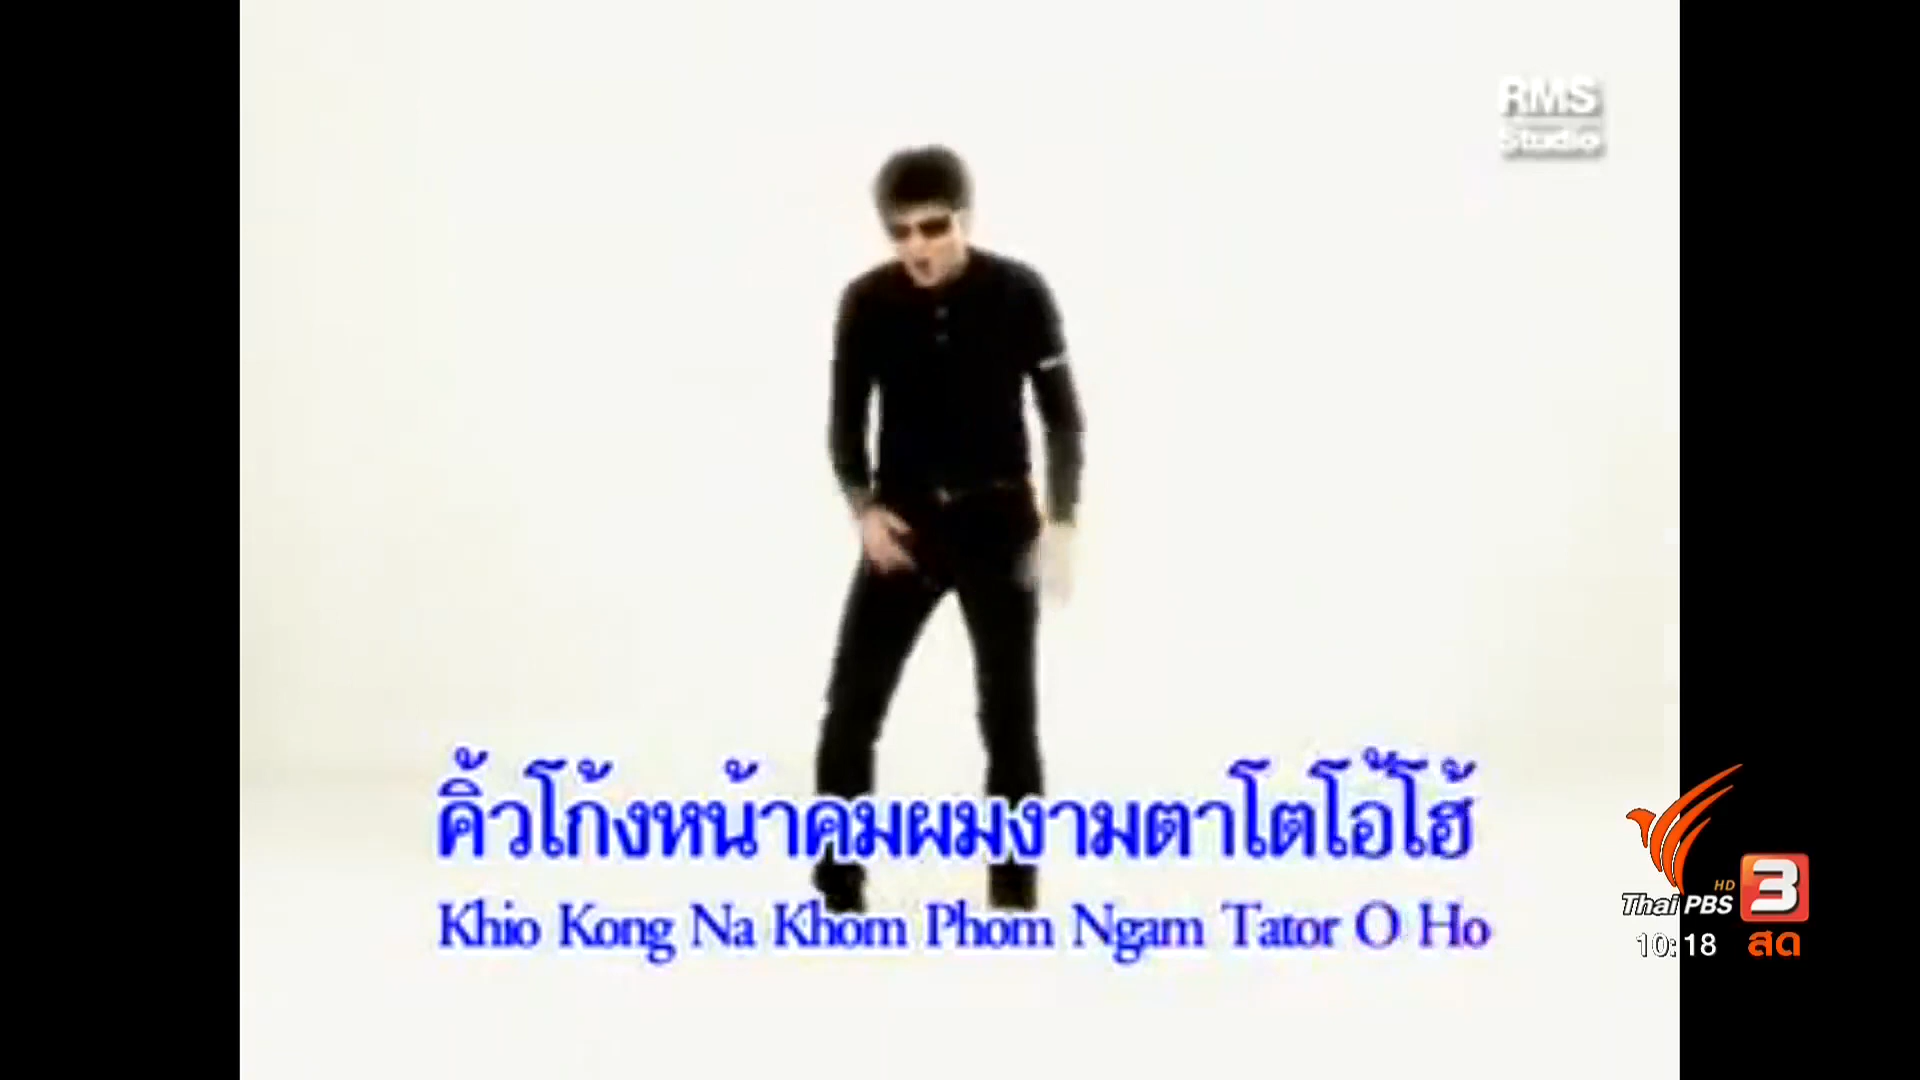 RMS
Studio
คิ้วโก้งหน้าคมผมงามตาโตโอ้โฮ้
Khio Kong Na Khom Phom Ngam Tator O Ho
HD
Thai PBS 3
10:18 สด